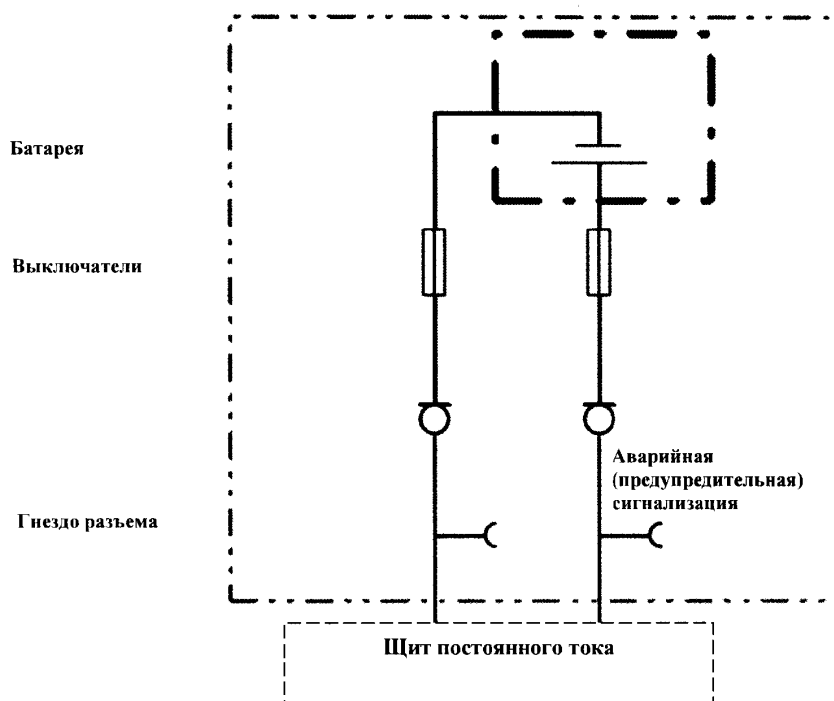 Батарея
Выключатели
Аварийная
(предупредительная)
сигнализация
Гнездо разъема
Щит постоянного тока